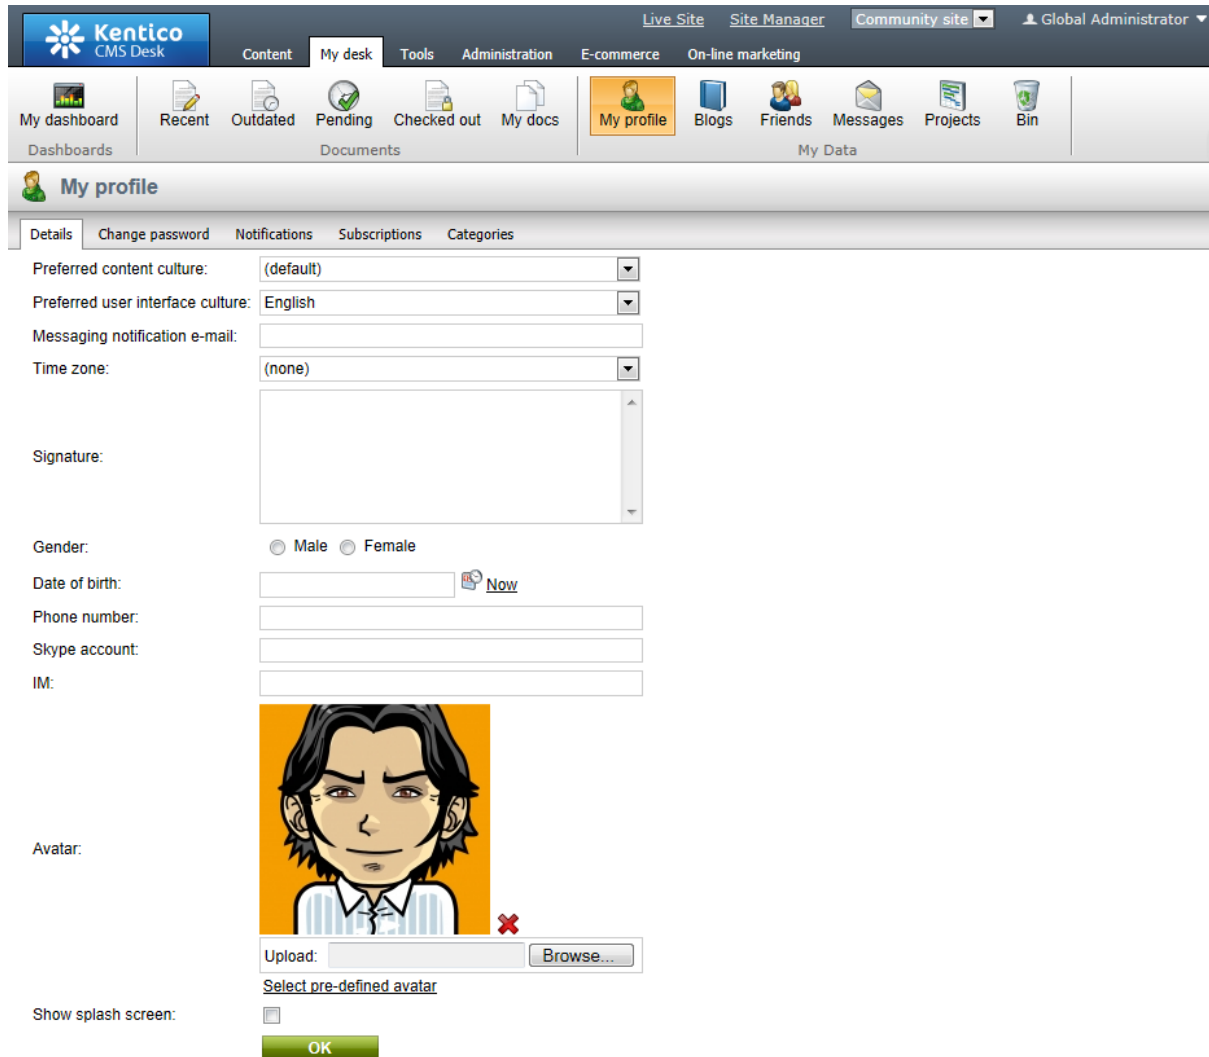 Live Site Site Manager Community site Global Administrator
Kentico
CMS Desk
Content My desk Tools Administration E-commerce On-line marketing
My dashboard Recent Outdated Pending Checked out My docs My profile Blogs Friends Messages Projects Bin
Dashboards Documents My Data
My profile
Details Change password Notifications Subscriptions Categories
Preferred content culture: (default)
Preferred user interface culture: English
Messaging notification e-mail:
Time zone: (none)
Signature:
Gender: Male Female
Date of birth: Now
Phone number:
Skype account:
IM:
Avatar:
Upload: Browse...
Select pre-defined avatar
Show splash screen:
OK